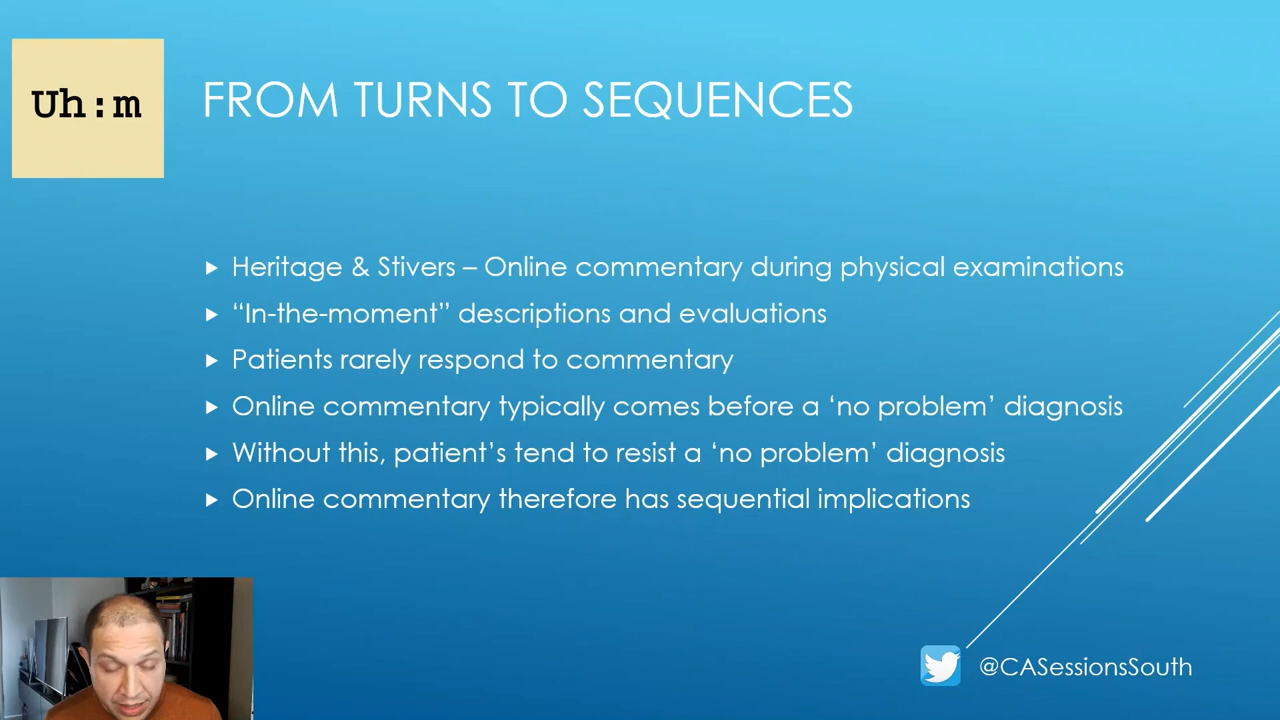 Uh:m
FROM TURNS TO SEQUENCES
Heritage & Stivers – Online commentary during physical examinations
“In-the-moment” descriptions and evaluations
Patients rarely respond to commentary
Online commentary typically comes before a ‘no problem’ diagnosis
Without this, patient’s tend to resist a ‘no problem’ diagnosis
Online commentary therefore has sequential implications
@CASessionsSouth